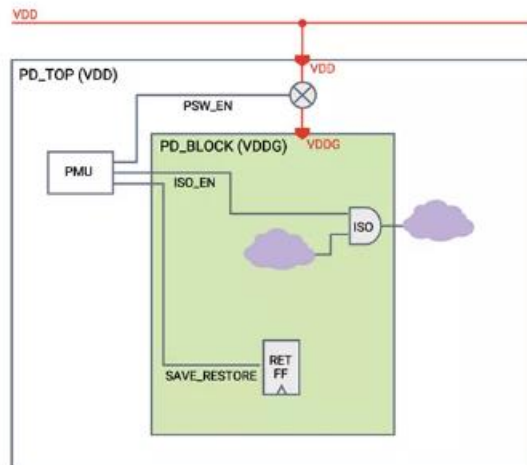 VDD
VDD
PD_TOP (VDD)
PSW_EN
PD_BLOCK (VDDG)
VDDG
PMU
ISO_EN
ISO
RET
FF
SAVE_RESTORE